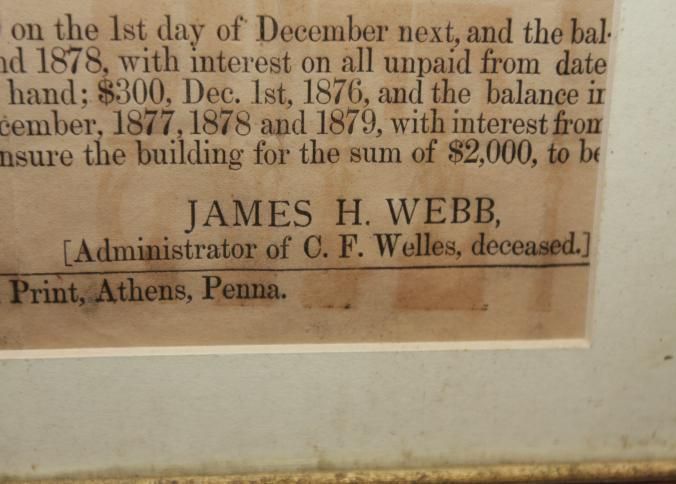 on the 1st day of December next, and the bal-
nd 1878, with interest on all unpaid from date
hand; $300, Dec. 1st, 1876, and the balance in
cember, 1877, 1878 and 1879, with interest from
nsure the building for the sum of $2,000, to be
JAMES H. WEBB,
[Administrator of C. F. Welles, deceased.]
Print, Athens, Penna.